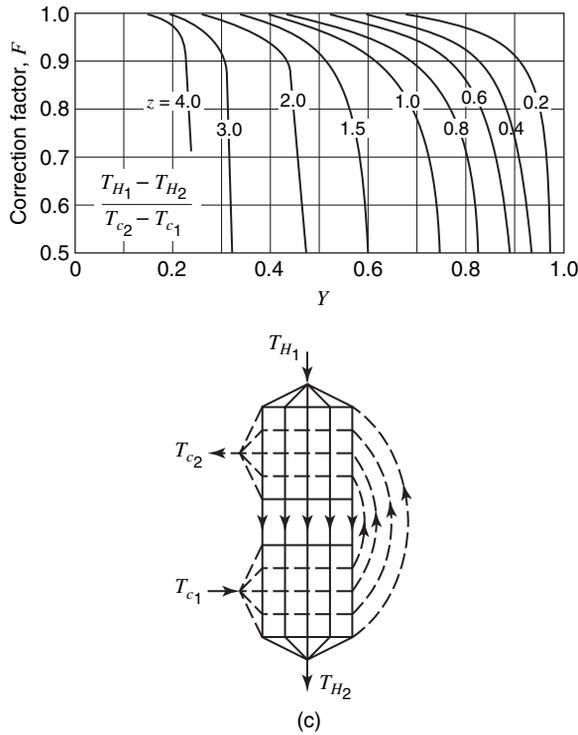 Correction factor, F
1.0
0.9
0.8
0.7
0.6
0.5
z = 4.0
3.0
2.0
1.5
1.0
0.8
0.6
0.4
0.2
T_{H_1} − T_{H_2}
T_{c_2} − T_{c_1}
0
0.2
0.4
0.6
0.8
1.0
Y
T_{H_1}
T_{c_2}
T_{c_1}
T_{H_2}
(c)